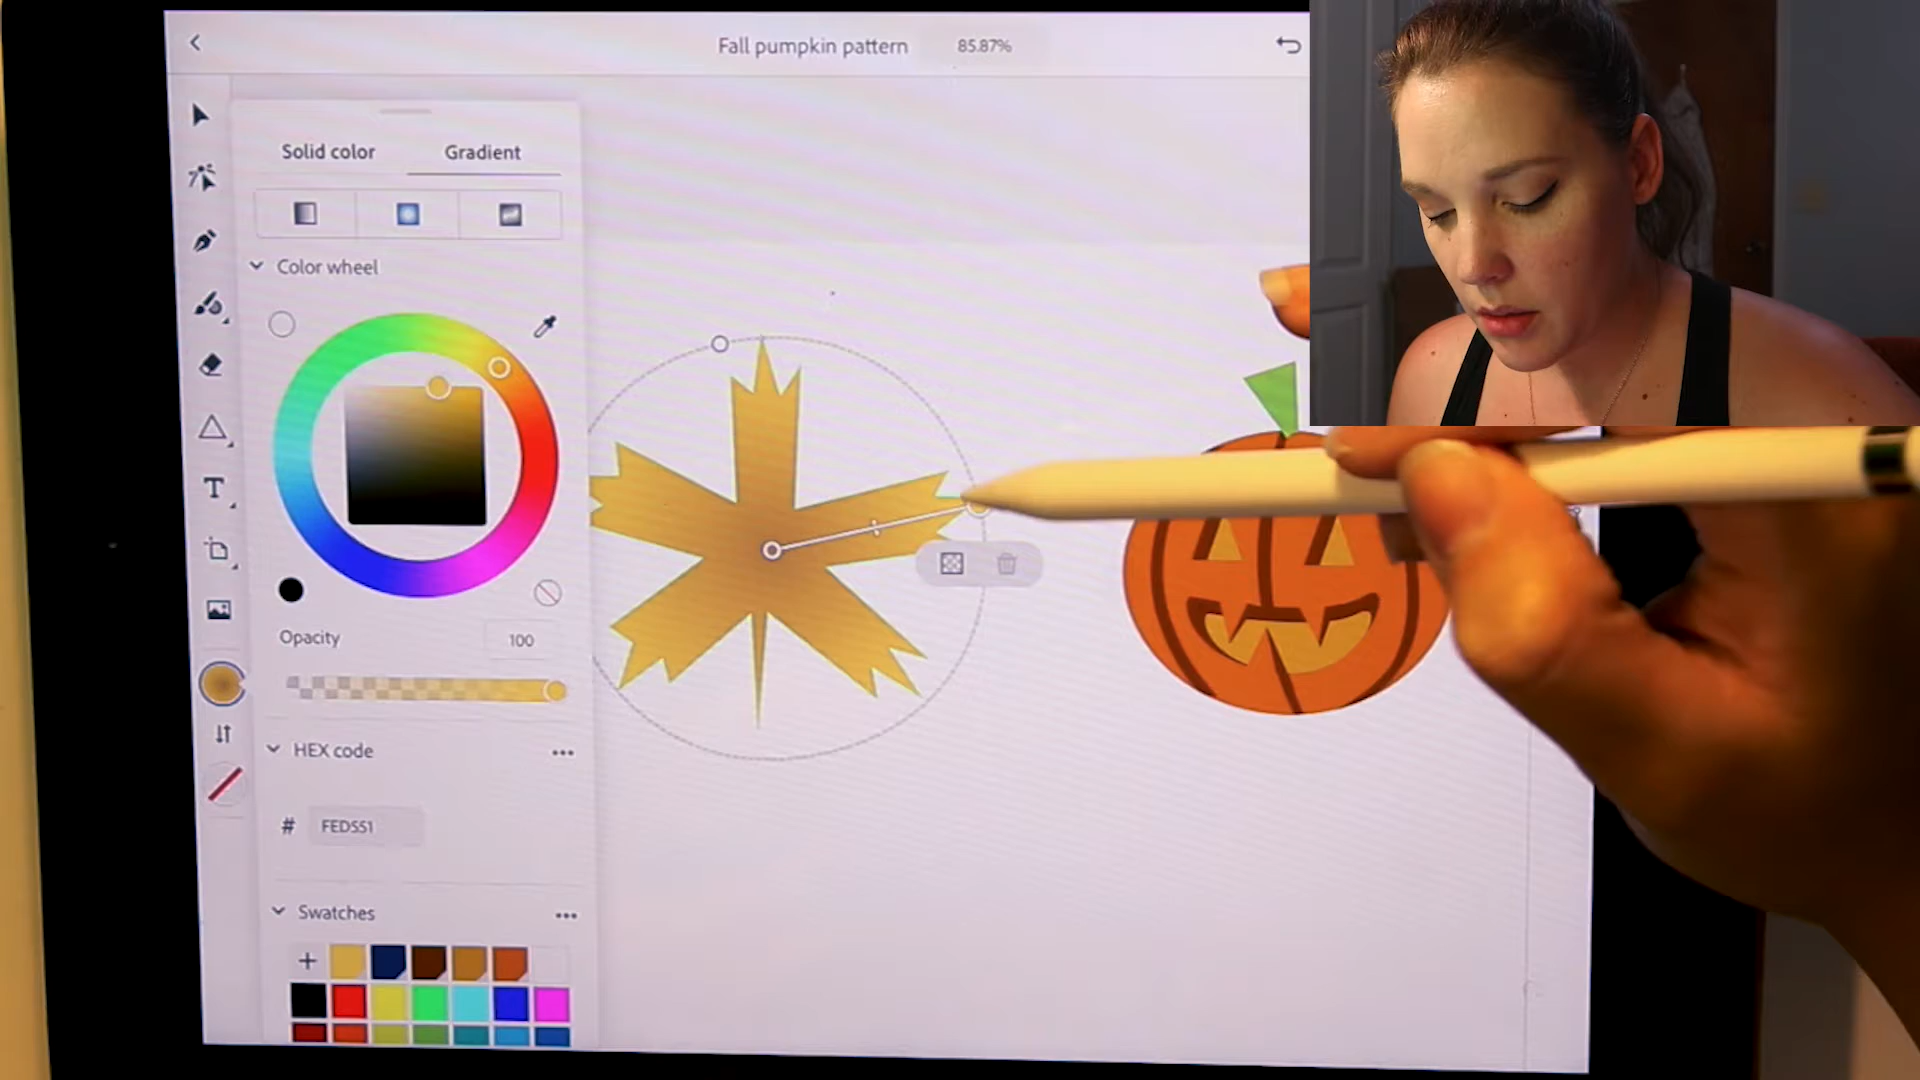 Fall pumpkin pattern 85.87%
Solid color Gradient
Color wheel
Opacity 100
HEX code
# FED551
Swatches